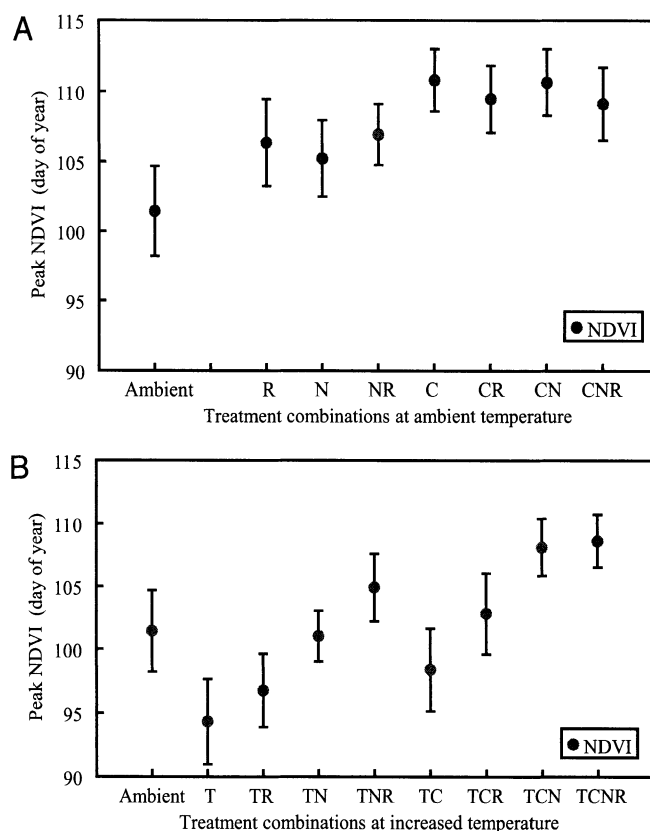 A
115
110
105
100
95
90
Peak NDVI (day of year)
NDVI
Ambient R N NR C CR CN CNR
Treatment combinations at ambient temperature
B
115
110
105
100
95
90
Peak NDVI (day of year)
NDVI
Ambient T TR TN TNR TC TCR TCN TCNR
Treatment combinations at increased temperature